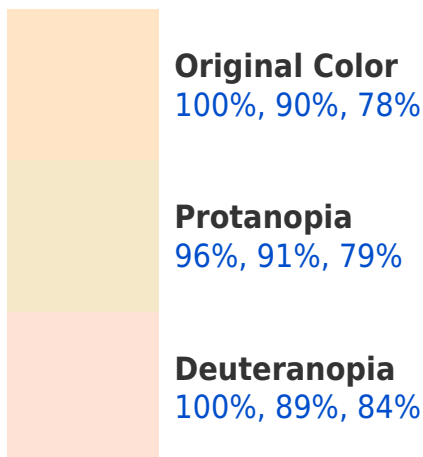 Original Color
100%, 90%, 78%
Protanopia
96%, 91%, 79%
Deuteranopia
100%, 89%, 84%